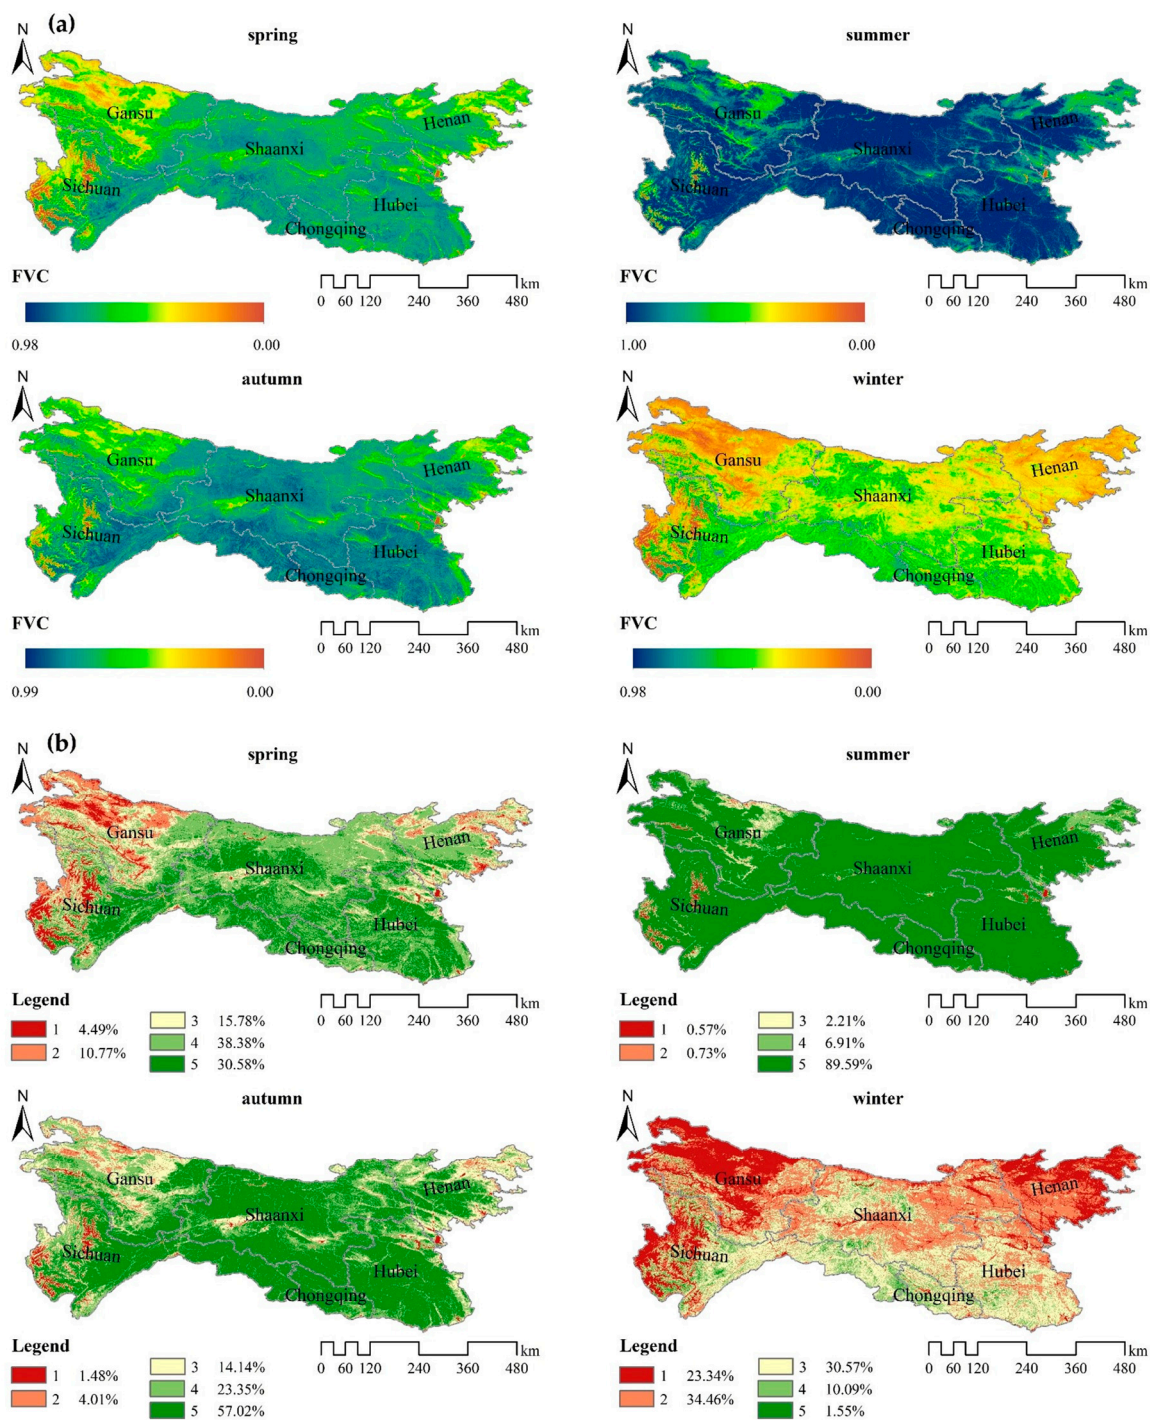 (a)
N
spring
Gansu
Henan
Shaanxi
Sichuan
Hubei
Chongqing
FVC
0.98
0.00
km
0 60 120 240 360 480
N
summer
Gansu
Henan
Shaanxi
Sichuan
Hubei
Chongqing
FVC
1.00
0.00
km
0 60 120 240 360 480
N
autumn
Gansu
Henan
Shaanxi
Sichuan
Hubei
Chongqing
FVC
0.99
0.00
km
0 60 120 240 360 480
N
winter
Gansu
Henan
Shaanxi
Sichuan
Hubei
Chongqing
FVC
0.98
0.00
km
0 60 120 240 360 480
(b)
N
spring
Gansu
Henan
Shaanxi
Sichuan
Hubei
Chongqing
Legend
1 4.49%
2 10.77%
3 15.78%
4 38.38%
5 30.58%
km
0 60 120 240 360 480
N
summer
Gansu
Henan
Shaanxi
Sichuan
Hubei
Chongqing
Legend
1 0.57%
2 0.73%
3 2.21%
4 6.91%
5 89.59%
km
0 60 120 240 360 480
N
autumn
Gansu
Henan
Shaanxi
Sichuan
Hubei
Chongqing
Legend
1 1.48%
2 4.01%
3 14.14%
4 23.35%
5 57.02%
km
0 60 120 240 360 480
N
winter
Gansu
Henan
Shaanxi
Sichuan
Hubei
Chongqing
Legend
1 23.34%
2 34.46%
3 30.57%
4 10.09%
5 1.55%
km
0 60 120 240 360 480